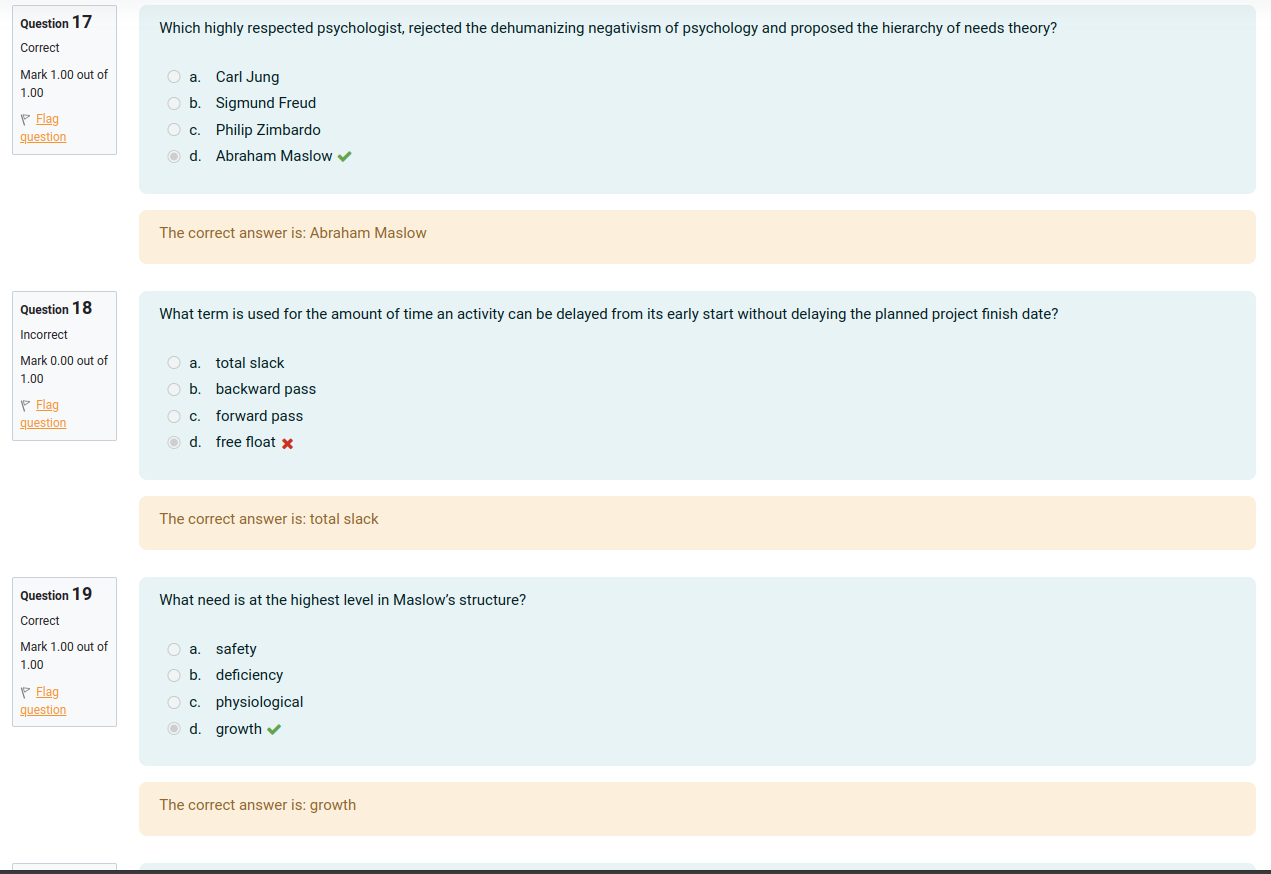 Question 17
Correct
Mark 1.00 out of
1.00
Flag
question
Which highly respected psychologist, rejected the dehumanizing negativism of psychology and proposed the hierarchy of needs theory?
a. Carl Jung
b. Sigmund Freud
c. Philip Zimbardo
d. Abraham Maslow
The correct answer is: Abraham Maslow
Question 18
Incorrect
Mark 0.00 out of
1.00
Flag
question
What term is used for the amount of time an activity can be delayed from its early start without delaying the planned project finish date?
a. total slack
b. backward pass
c. forward pass
d. free float
The correct answer is: total slack
Question 19
Correct
Mark 1.00 out of
1.00
Flag
question
What need is at the highest level in Maslow’s structure?
a. safety
b. deficiency
c. physiological
d. growth
The correct answer is: growth